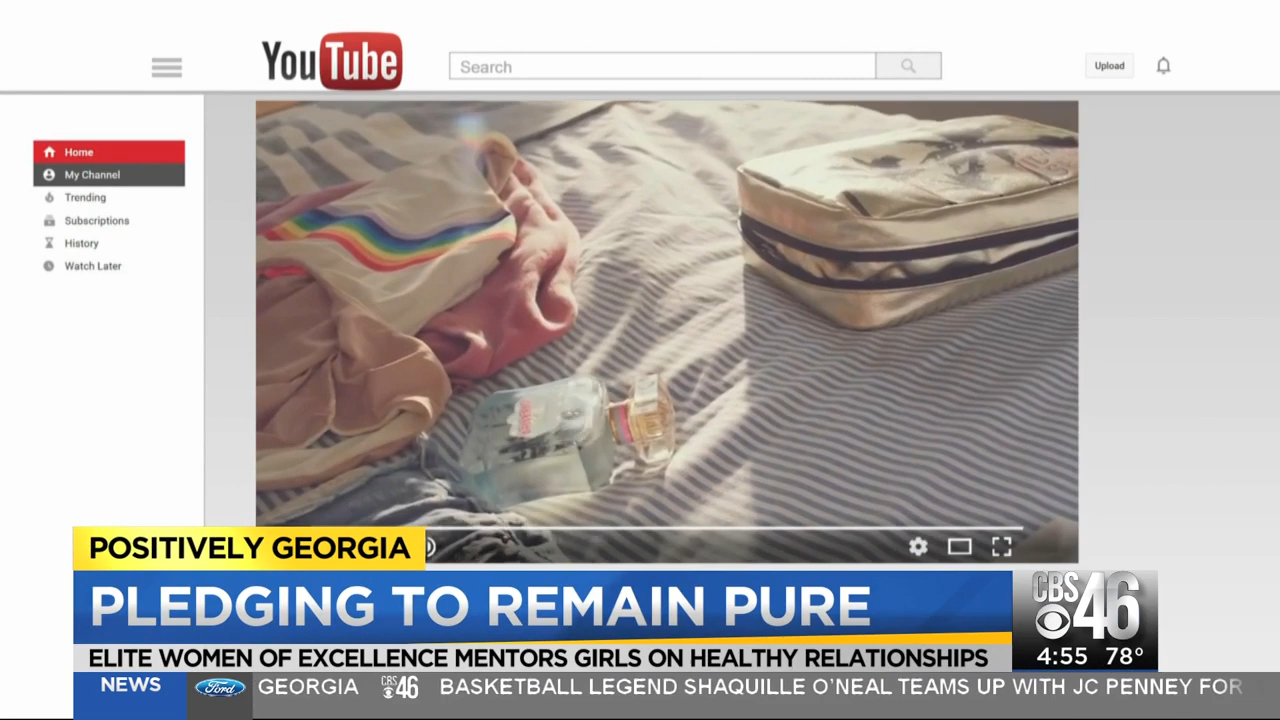 YouTube
Search
Upload
Home
My Channel
Trending
Subscriptions
History
Watch Later
POSITIVELY GEORGIA
PLEDGING TO REMAIN PURE
ELITE WOMEN OF EXCELLENCE MENTORS GIRLS ON HEALTHY RELATIONSHIPS
CBS 46
4:55 78°
NEWS Ford GEORGIA CBS 46 BASKETBALL LEGEND SHAQUILLE O'NEAL TEAMS UP WITH JC PENNEY FOR